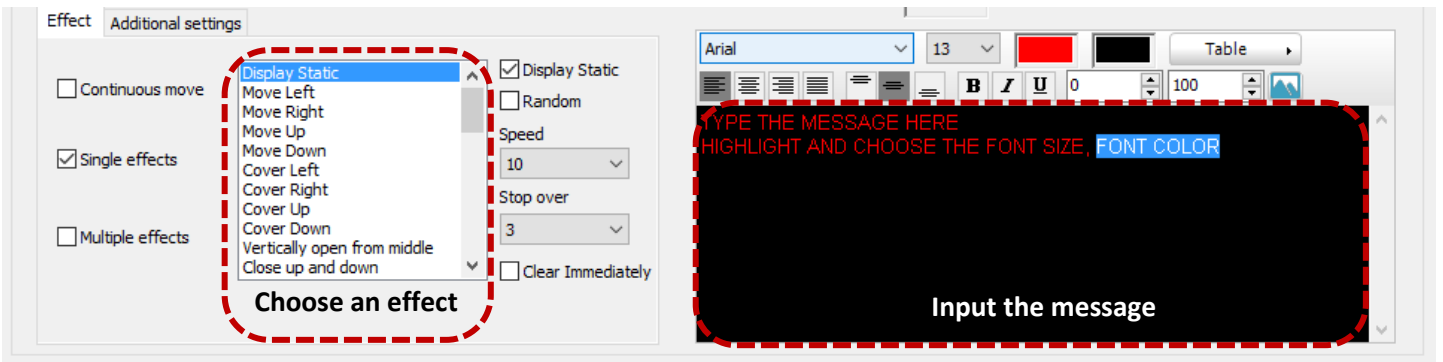 Effect
Additional settings
Continuous move
Single effects
Multiple effects
Display Static
Move Left
Move Right
Move Up
Move Down
Cover Left
Cover Right
Cover Up
Cover Down
Vertically open from middle
Close up and down
Choose an effect
Display Static
Random
Speed
10
Stop over
3
Clear Immediately
Arial
13
Table
B I U 0 100
TYPE THE MESSAGE HERE
HIGHLIGHT AND CHOOSE THE FONT SIZE, FONT COLOR
Input the message